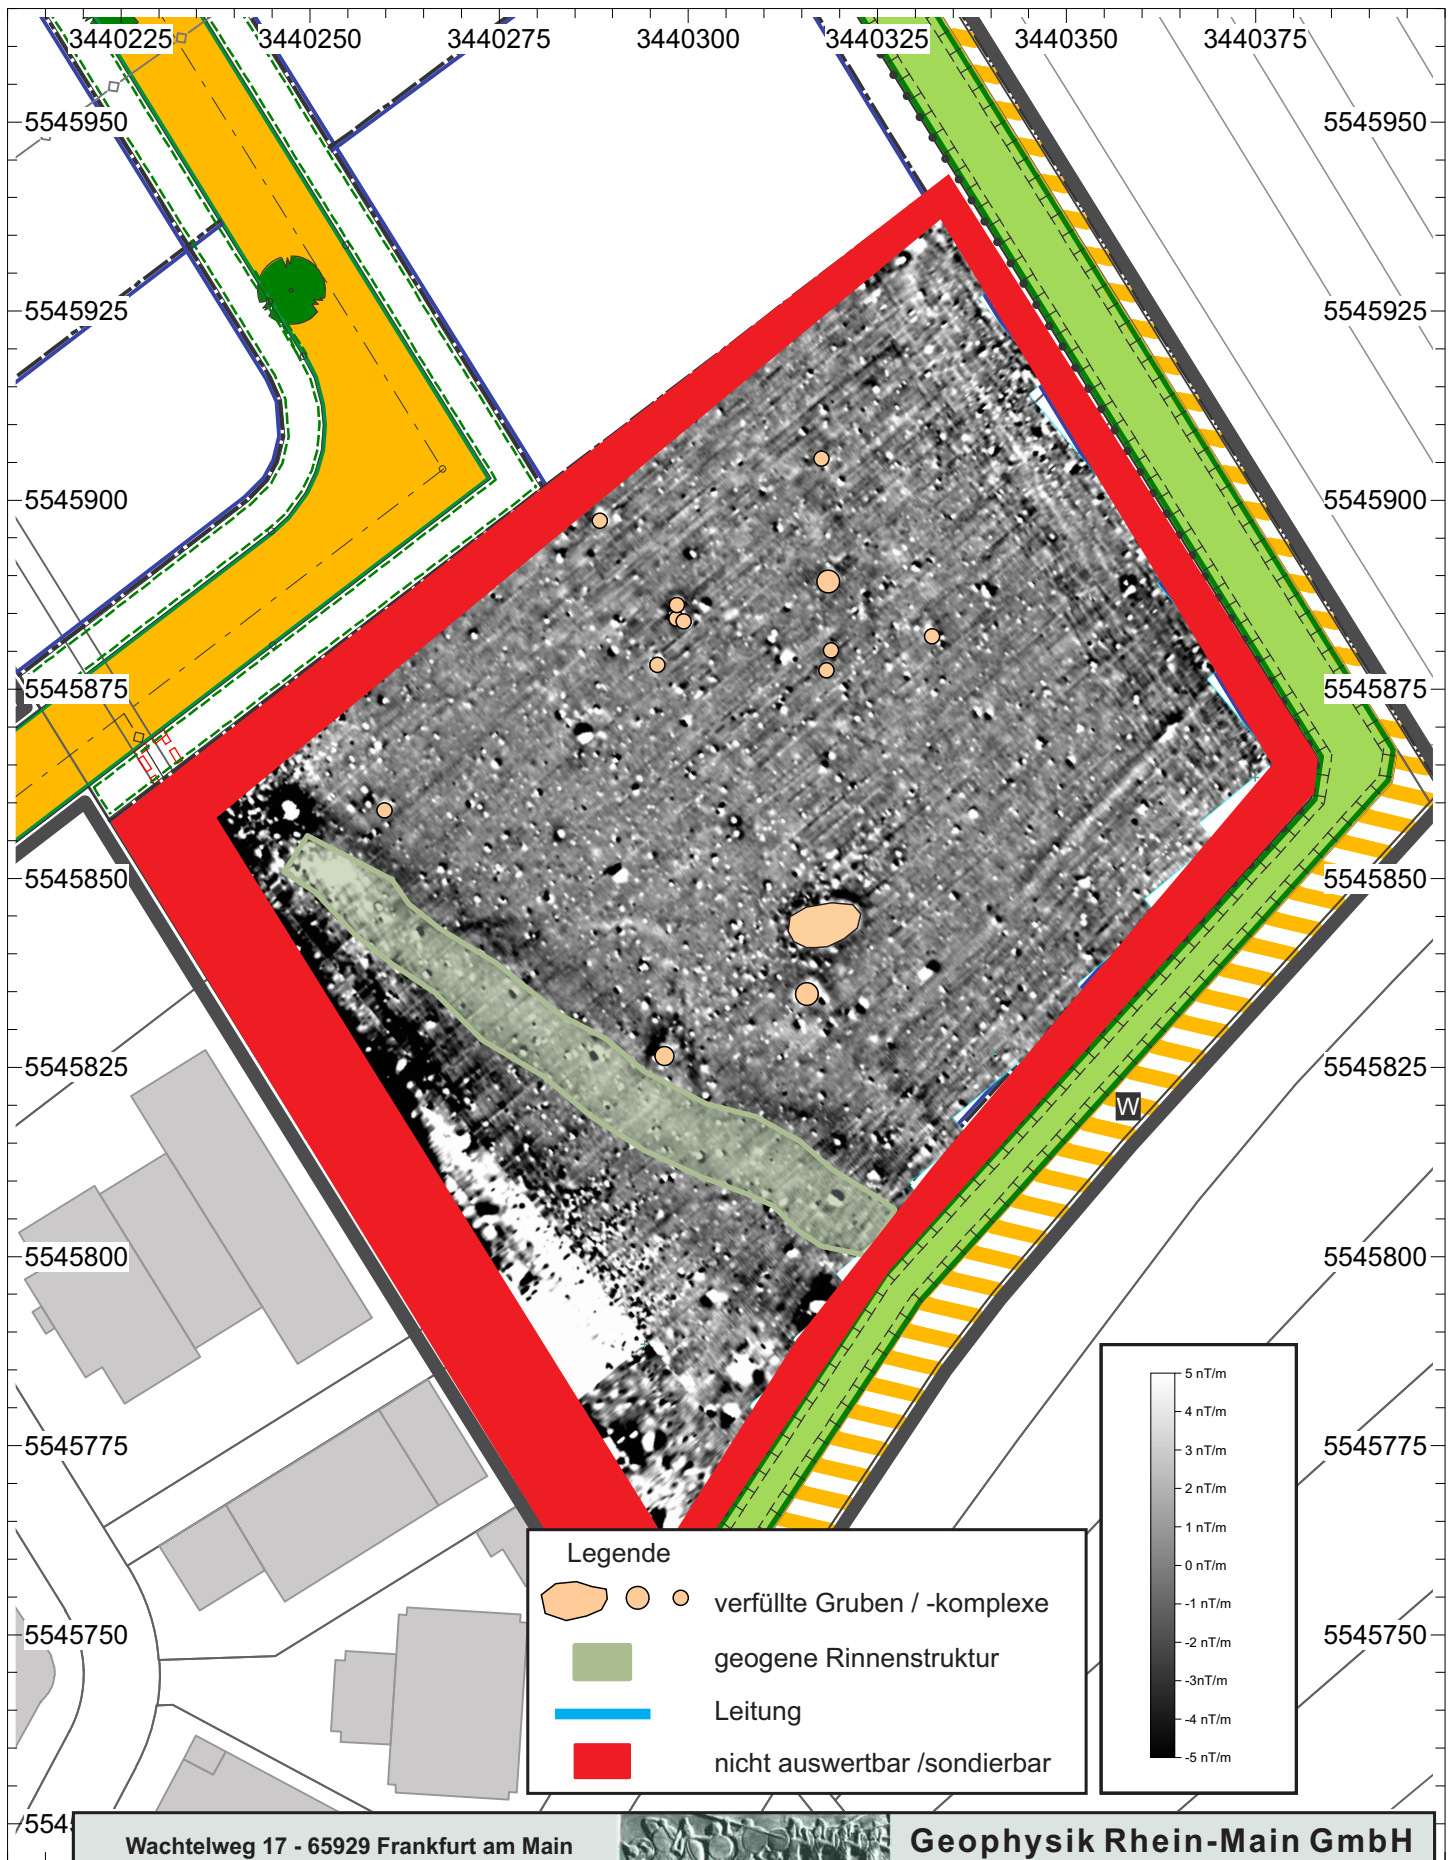 3440225 3440250 3440275 3440300 3440325 3440350 3440375
5545950 5545950
5545925 5545925
5545900 5545900
5545875 5545875
5545850 5545850
5545825 5545825
W
5545800 5545800
5545775 5545775
5545750 5545750
554
5 nT/m
4 nT/m
3 nT/m
2 nT/m
1 nT/m
0 nT/m
-1 nT/m
-2 nT/m
-3nT/m
-4 nT/m
-5 nT/m
Legende
verfüllte Gruben / -komplexe
geogene Rinnenstruktur
Leitung
nicht auswertbar /sondierbar
Wachtelweg 17 - 65929 Frankfurt am Main
Geophysik Rhein-Main GmbH